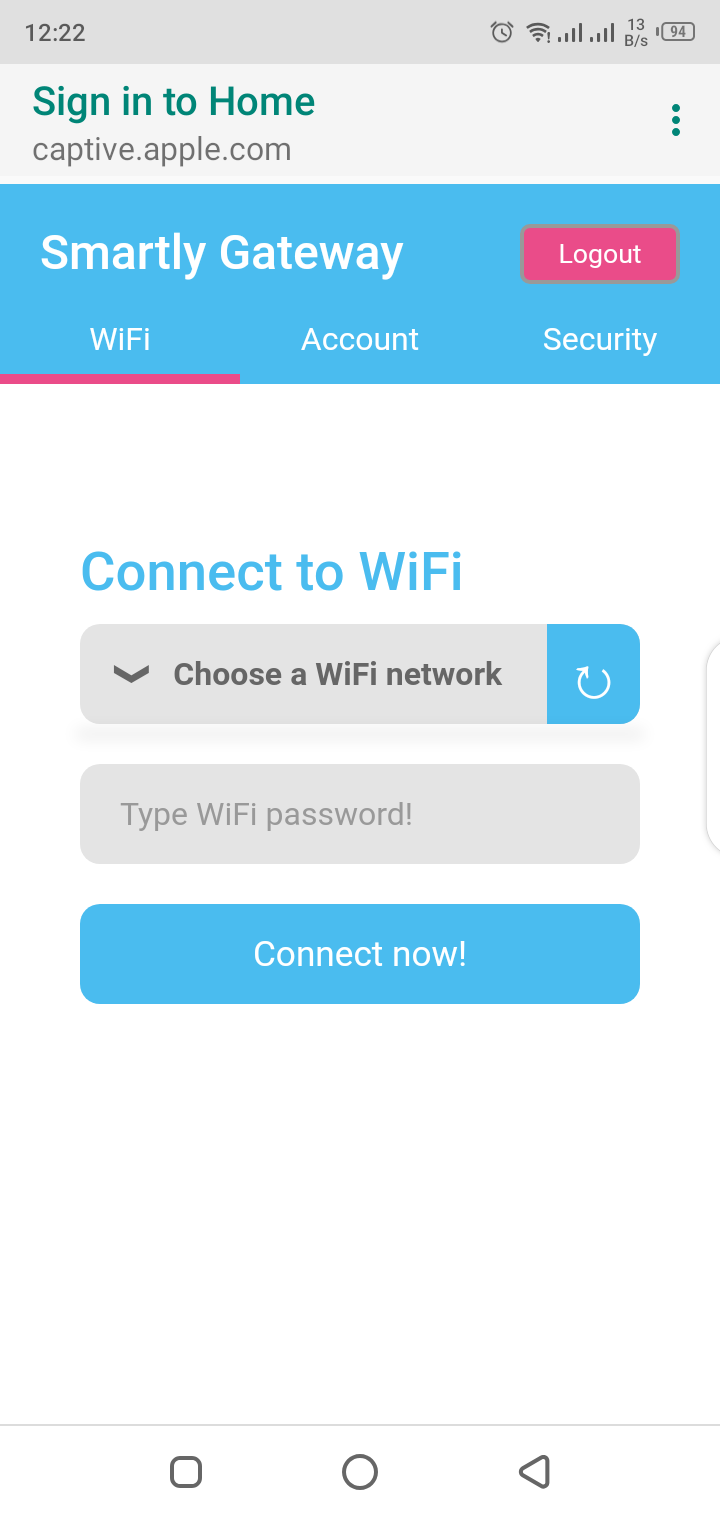 12:22
13
B/s
94
Sign in to Home
captive.apple.com
Smartly Gateway
Logout
WiFi
Account
Security
Connect to WiFi
Choose a WiFi network
Type WiFi password!
Connect now!